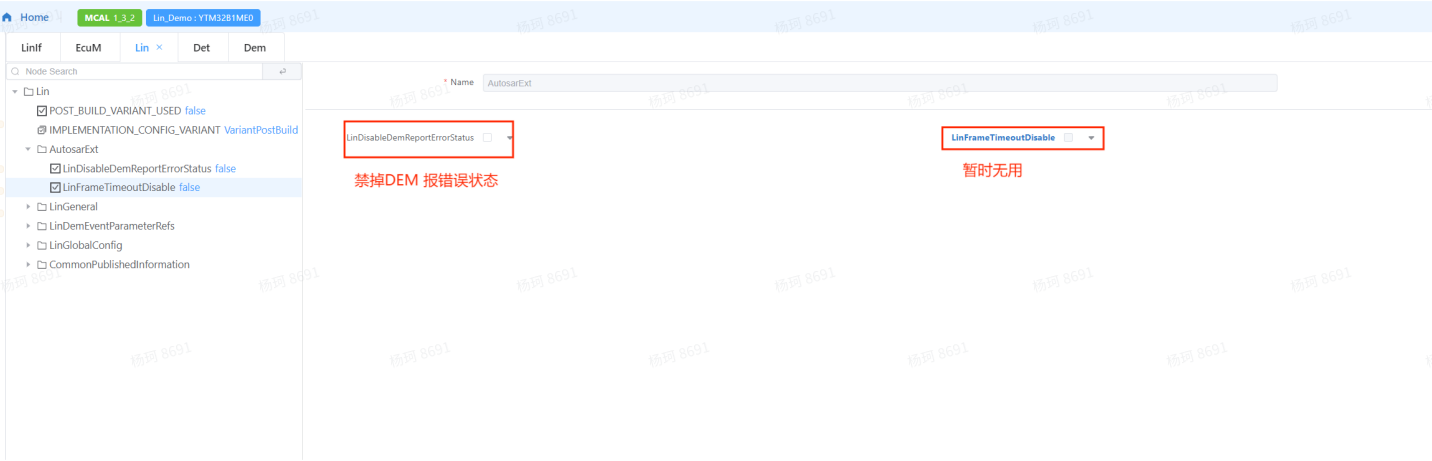 Home
MCAL 1_3_2
Lin_Demo : YTM32B1ME0
LinIf
EcuM
Lin ×
Det
Dem
Node Search
* Name
AutosarExt
Lin
POST_BUILD_VARIANT_USED false
IMPLEMENTATION_CONFIG_VARIANT VariantPostBuild
AutosarExt
LinDisableDemReportErrorStatus false
LinFrameTimeoutDisable false
LinGeneral
LinDemEventParameterRefs
LinGlobalConfig
CommonPublishedInformation
LinDisableDemReportErrorStatus
LinFrameTimeoutDisable
禁掉DEM 报错误状态
暂时无用
杨珂 8691